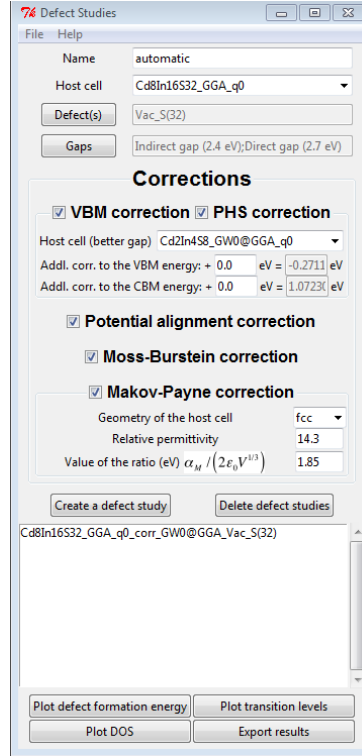 Defect Studies
File Help
Name automatic
Host cell Cd8In16S32_GGA_q0
Defect(s) Vac_S(32)
Gaps Indirect gap (2.4 eV);Direct gap (2.7 eV)
Corrections
VBM correction PHS correction
Host cell (better gap) Cd2In4S8_GW0@GGA_q0
Addl. corr. to the VBM energy: + 0.0 eV = -0.2711 eV
Addl. corr. to the CBM energy: + 0.0 eV = 1.0723( eV
Potential alignment correction
Moss-Burstein correction
Makov-Payne correction
Geometry of the host cell fcc
Relative permittivity 14.3
Value of the ratio (eV) α_M /(2ε₀V^{1/3}) 1.85
Create a defect study Delete defect studies
Cd8In16S32_GGA_q0_corr_GW0@GGA_Vac_S(32)
Plot defect formation energy Plot transition levels
Plot DOS Export results